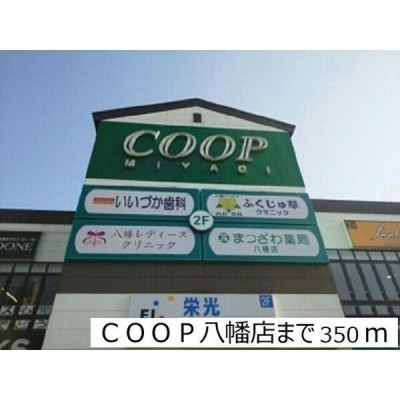 COOP
MIYAGI
いいづか歯科
ふくじゅ草
クリニック
2F
八幡レディース
クリニック
まつざわ薬局
八幡店
栄光
2F
COOP八幡店まで350m